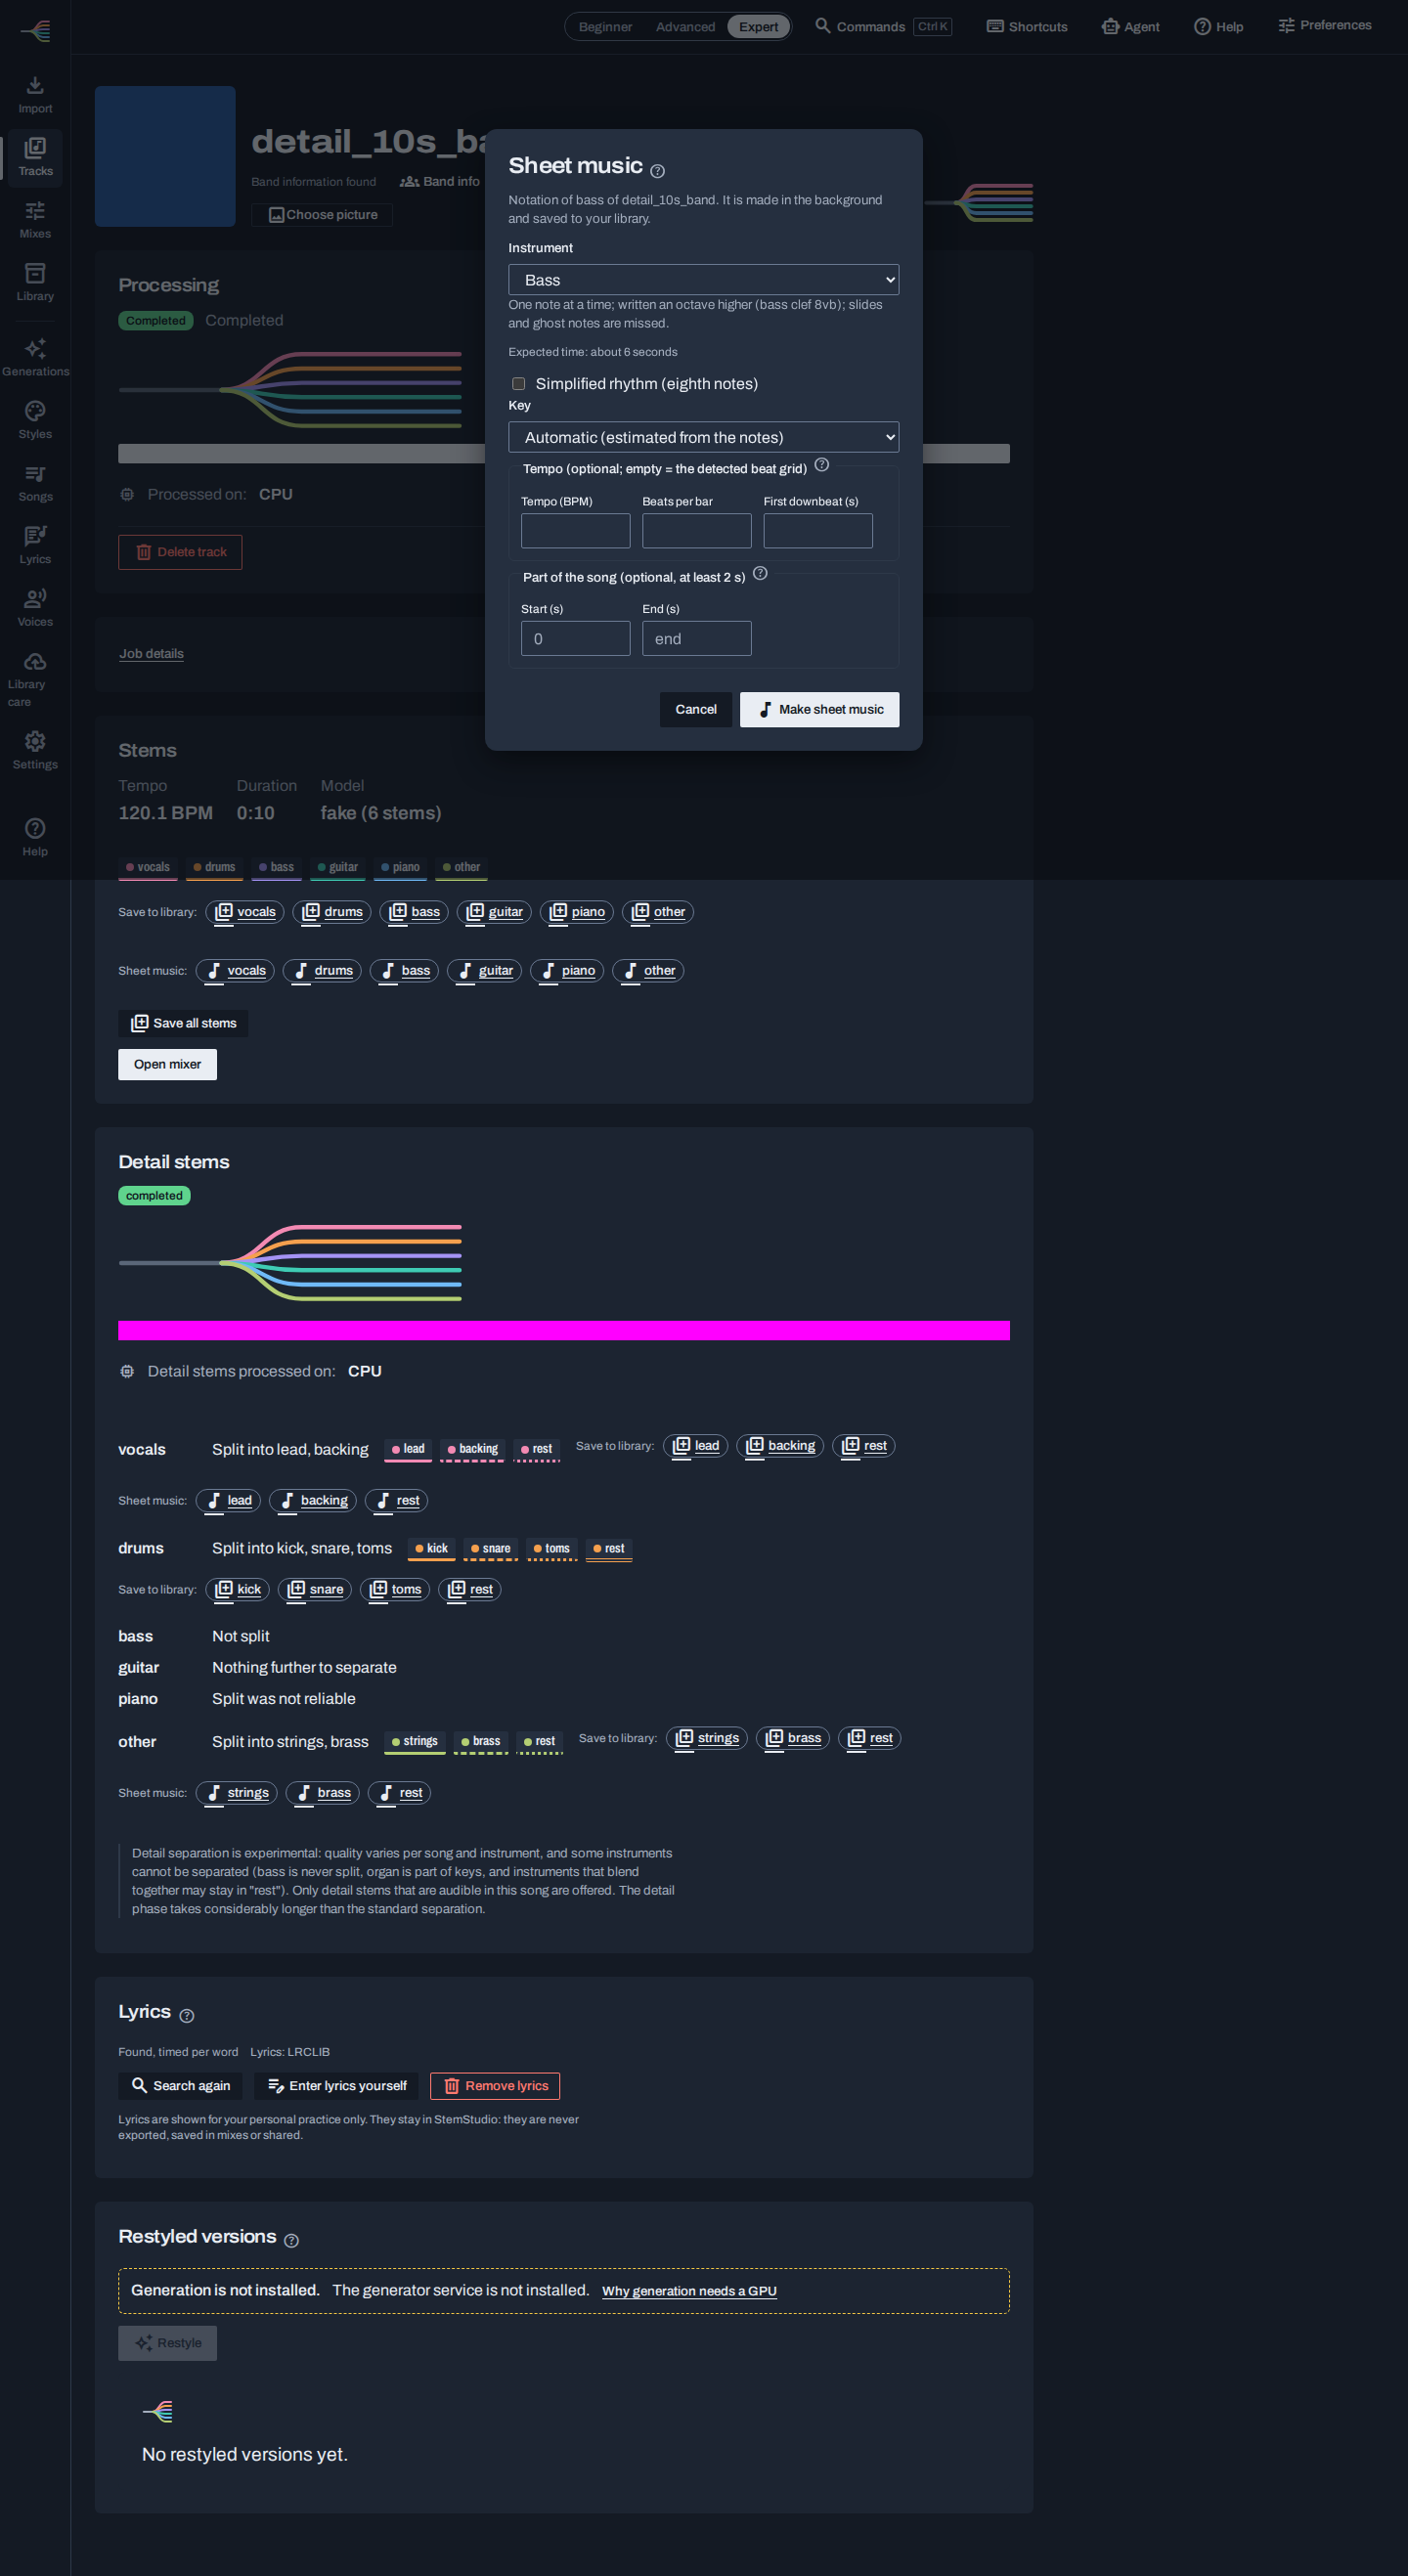 Beginner Advanced Expert Commands Ctrl K Shortcuts Agent Help Preferences
Import
Tracks
Mixes
Library
Generations
Styles
Songs
Lyrics
Voices
Library
care
Settings
Help
detail_10s_ba
Band information found Band info
Choose picture
Processing
Completed Completed
Processed on: CPU
Delete track
Job details
Sheet music
Notation of bass of detail_10s_band. It is made in the background
and saved to your library.
Instrument
Bass
One note at a time; written an octave higher (bass clef 8vb); slides
and ghost notes are missed.
Expected time: about 6 seconds
Simplified rhythm (eighth notes)
Key
Automatic (estimated from the notes)
Tempo (optional; empty = the detected beat grid)
Tempo (BPM) Beats per bar First downbeat (s)
Part of the song (optional, at least 2 s)
Start (s) End (s)
0 end
Cancel Make sheet music
Stems
Tempo Duration Model
120.1 BPM 0:10 fake (6 stems)
vocals drums bass guitar piano other
Save to library: vocals drums bass guitar piano other
Sheet music: vocals drums bass guitar piano other
Save all stems
Open mixer
Detail stems
completed
Detail stems processed on: CPU
vocals Split into lead, backing lead backing rest Save to library: lead backing rest
Sheet music: lead backing rest
drums Split into kick, snare, toms kick snare toms rest
Save to library: kick snare toms rest
bass Not split
guitar Nothing further to separate
piano Split was not reliable
other Split into strings, brass strings brass rest Save to library: strings brass rest
Sheet music: strings brass rest
Detail separation is experimental: quality varies per song and instrument, and some instruments
cannot be separated (bass is never split, organ is part of keys, and instruments that blend
together may stay in "rest"). Only detail stems that are audible in this song are offered. The detail
phase takes considerably longer than the standard separation.
Lyrics
Found, timed per word Lyrics: LRCLIB
Search again Enter lyrics yourself Remove lyrics
Lyrics are shown for your personal practice only. They stay in StemStudio: they are never
exported, saved in mixes or shared.
Restyled versions
Generation is not installed. The generator service is not installed. Why generation needs a GPU
Restyle
No restyled versions yet.